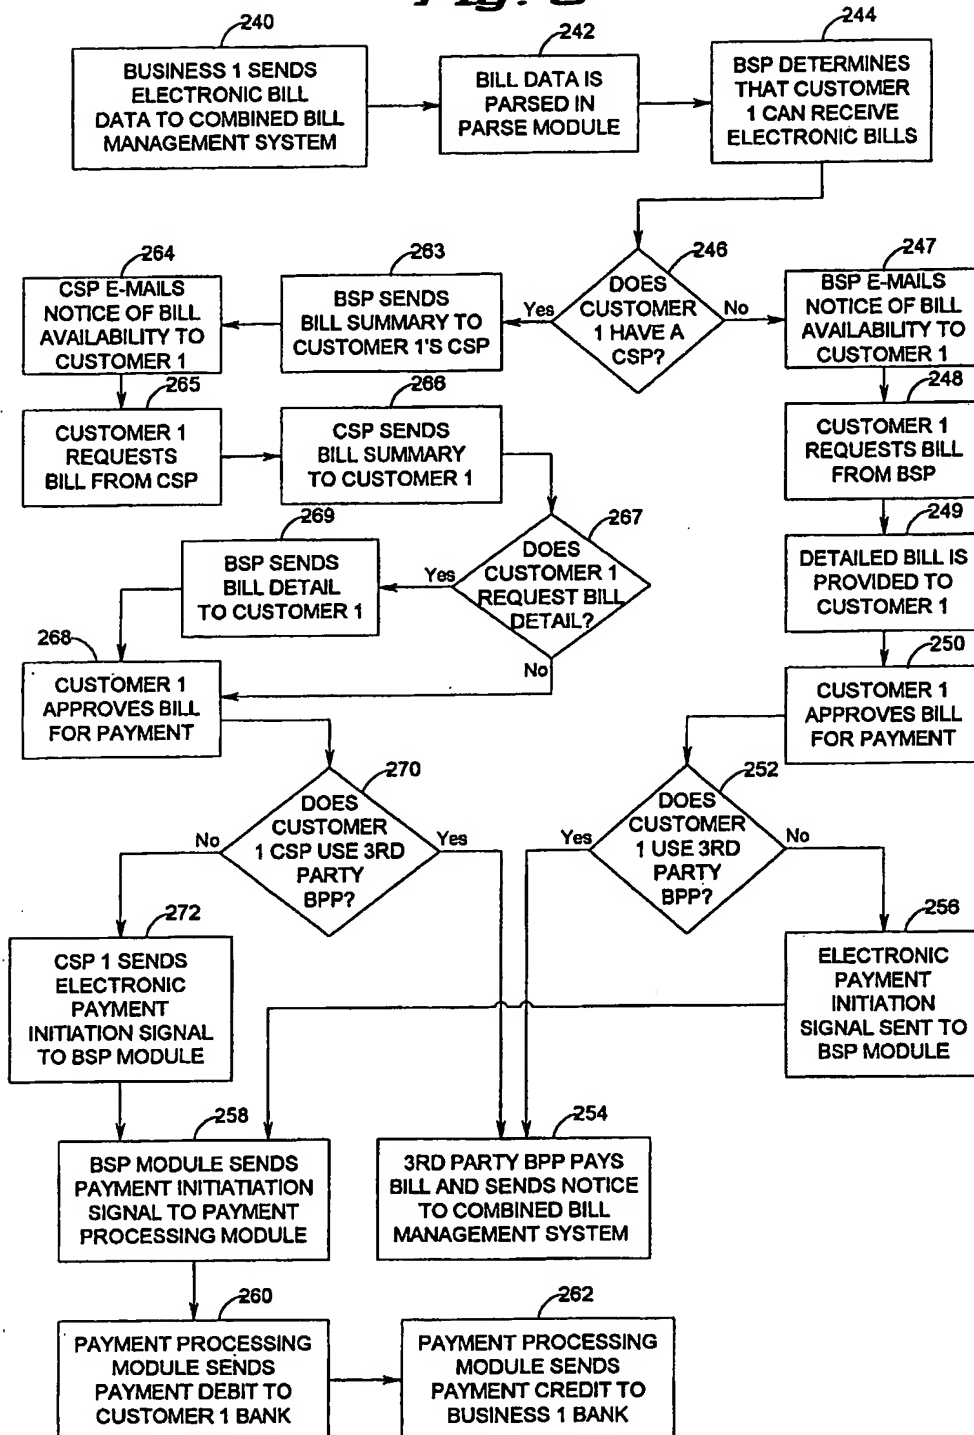 240
BUSINESS 1 SENDS
ELECTRONIC BILL
DATA TO COMBINED BILL
MANAGEMENT SYSTEM
242
BILL DATA IS
PARSED IN
PARSE MODULE
244
BSP DETERMINES
THAT CUSTOMER
1 CAN RECEIVE
ELECTRONIC BILLS
264
CSP E-MAILS
NOTICE OF BILL
AVAILABILITY TO
CUSTOMER 1
263
BSP SENDS
BILL SUMMARY TO
CUSTOMER 1'S CSP
Yes
246
DOES
CUSTOMER
1 HAVE A
CSP?
No
247
BSP E-MAILS
NOTICE OF BILL
AVAILABILITY TO
CUSTOMER 1
265
CUSTOMER 1
REQUESTS
BILL FROM CSP
266
CSP SENDS
BILL SUMMARY
TO CUSTOMER 1
248
CUSTOMER 1
REQUESTS BILL
FROM BSP
269
BSP SENDS
BILL DETAIL
TO CUSTOMER 1
Yes
267
DOES
CUSTOMER 1
REQUEST BILL
DETAIL?
No
249
DETAILED BILL IS
PROVIDED TO
CUSTOMER 1
268
CUSTOMER 1
APPROVES BILL
FOR PAYMENT
250
CUSTOMER 1
APPROVES BILL
FOR PAYMENT
No
270
DOES
CUSTOMER
1 CSP USE 3RD
PARTY
BPP?
Yes
Yes
252
DOES
CUSTOMER
1 USE 3RD
PARTY
BPP?
No
272
CSP 1 SENDS
ELECTRONIC
PAYMENT
INITIATION SIGNAL
TO BSP MODULE
256
ELECTRONIC
PAYMENT
INITIATION
SIGNAL SENT TO
BSP MODULE
258
BSP MODULE SENDS
PAYMENT INITIATIATION
SIGNAL TO PAYMENT
PROCESSING MODULE
254
3RD PARTY BPP PAYS
BILL AND SENDS NOTICE
TO COMBINED BILL
MANAGEMENT SYSTEM
260
PAYMENT PROCESSING
MODULE SENDS
PAYMENT DEBIT TO
CUSTOMER 1 BANK
262
PAYMENT PROCESSING
MODULE SENDS
PAYMENT CREDIT TO
BUSINESS 1 BANK